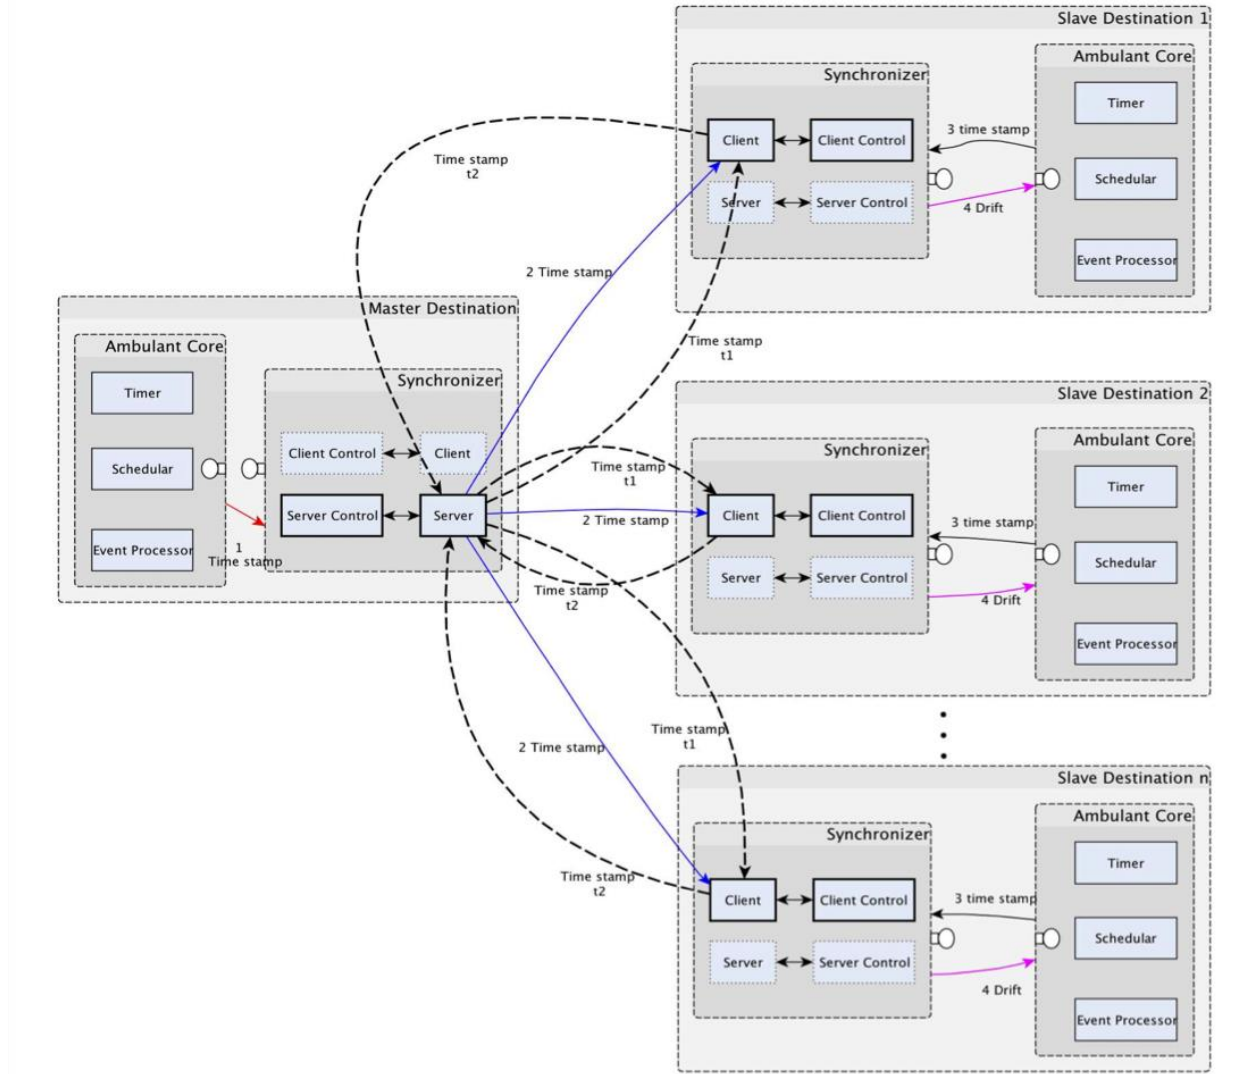 Slave Destination 1
Ambulant Core
Synchronizer
Timer
3 time stamp
Client
Client Control
Time stamp
t2
Schedular
Server
Server Control
4 Drift
Event Processor
2 Time stamp
Master Destination
Time stamp
t1
Ambulant Core
Synchronizer
Timer
Client Control
Client
Schedular
Server Control
Server
Event Processor
1
Time stamp
Slave Destination 2
Ambulant Core
Synchronizer
Time stamp
t1
Timer
2 Time stamp
Client
Client Control
3 time stamp
Schedular
Server
Server Control
Time stamp
t2
4 Drift
Event Processor
Time stamp
t1
2 Time stamp
Slave Destination n
Ambulant Core
Synchronizer
Timer
Time stamp
t2
Client
Client Control
3 time stamp
Schedular
Server
Server Control
4 Drift
Event Processor